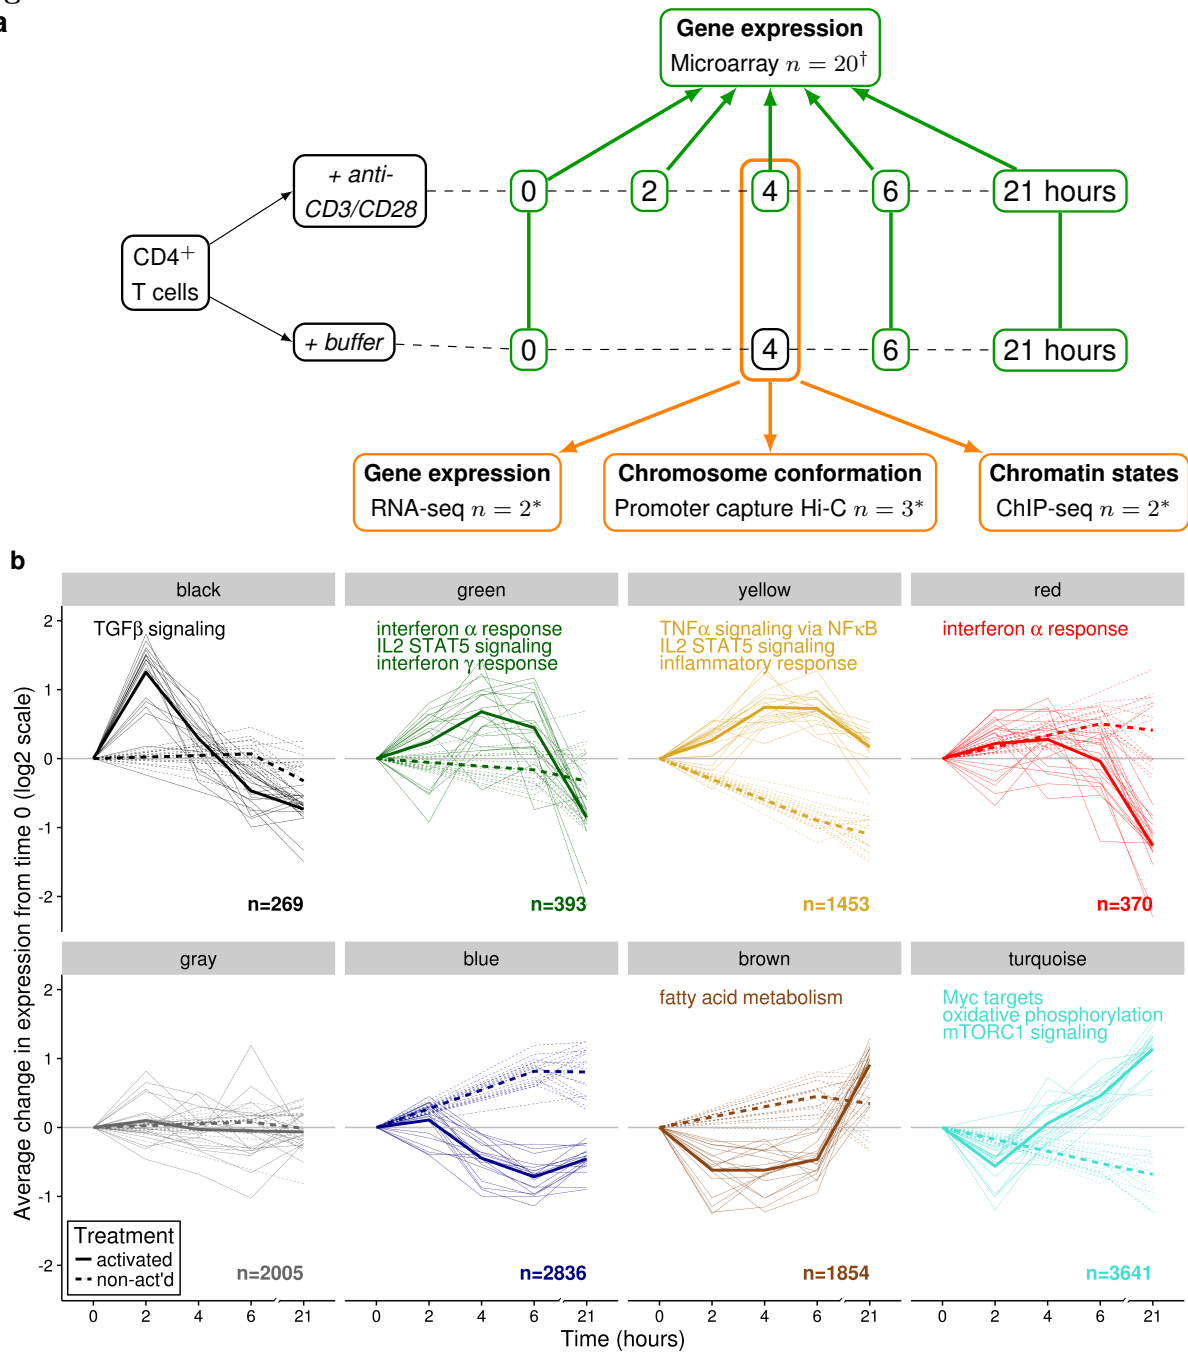 g
a
Gene expression
Microarray n = 20†
+ anti-
CD3/CD28
0 2 4 6 21 hours
CD4+
T cells
+ buffer
0 4 6 21 hours
Gene expression
RNA-seq n = 2*
Chromosome conformation
Promoter capture Hi-C n = 3*
Chromatin states
ChIP-seq n = 2*
b
Average change in expression from time 0 (log2 scale)
black
TGFβ signaling
n=269
green
interferon α response
IL2 STAT5 signaling
interferon γ response
n=393
yellow
TNFα signaling via NFκB
IL2 STAT5 signaling
inflammatory response
n=1453
red
interferon α response
n=370
2
1
0
-1
-2
gray
n=2005
blue
n=2836
brown
fatty acid metabolism
n=1854
turquoise
Myc targets
oxidative phosphorylation
mTORC1 signaling
n=3641
2
1
0
-1
-2
Treatment
activated
non-act'd
0 2 4 6 21
0 2 4 6 21
0 2 4 6 21
0 2 4 6 21
Time (hours)